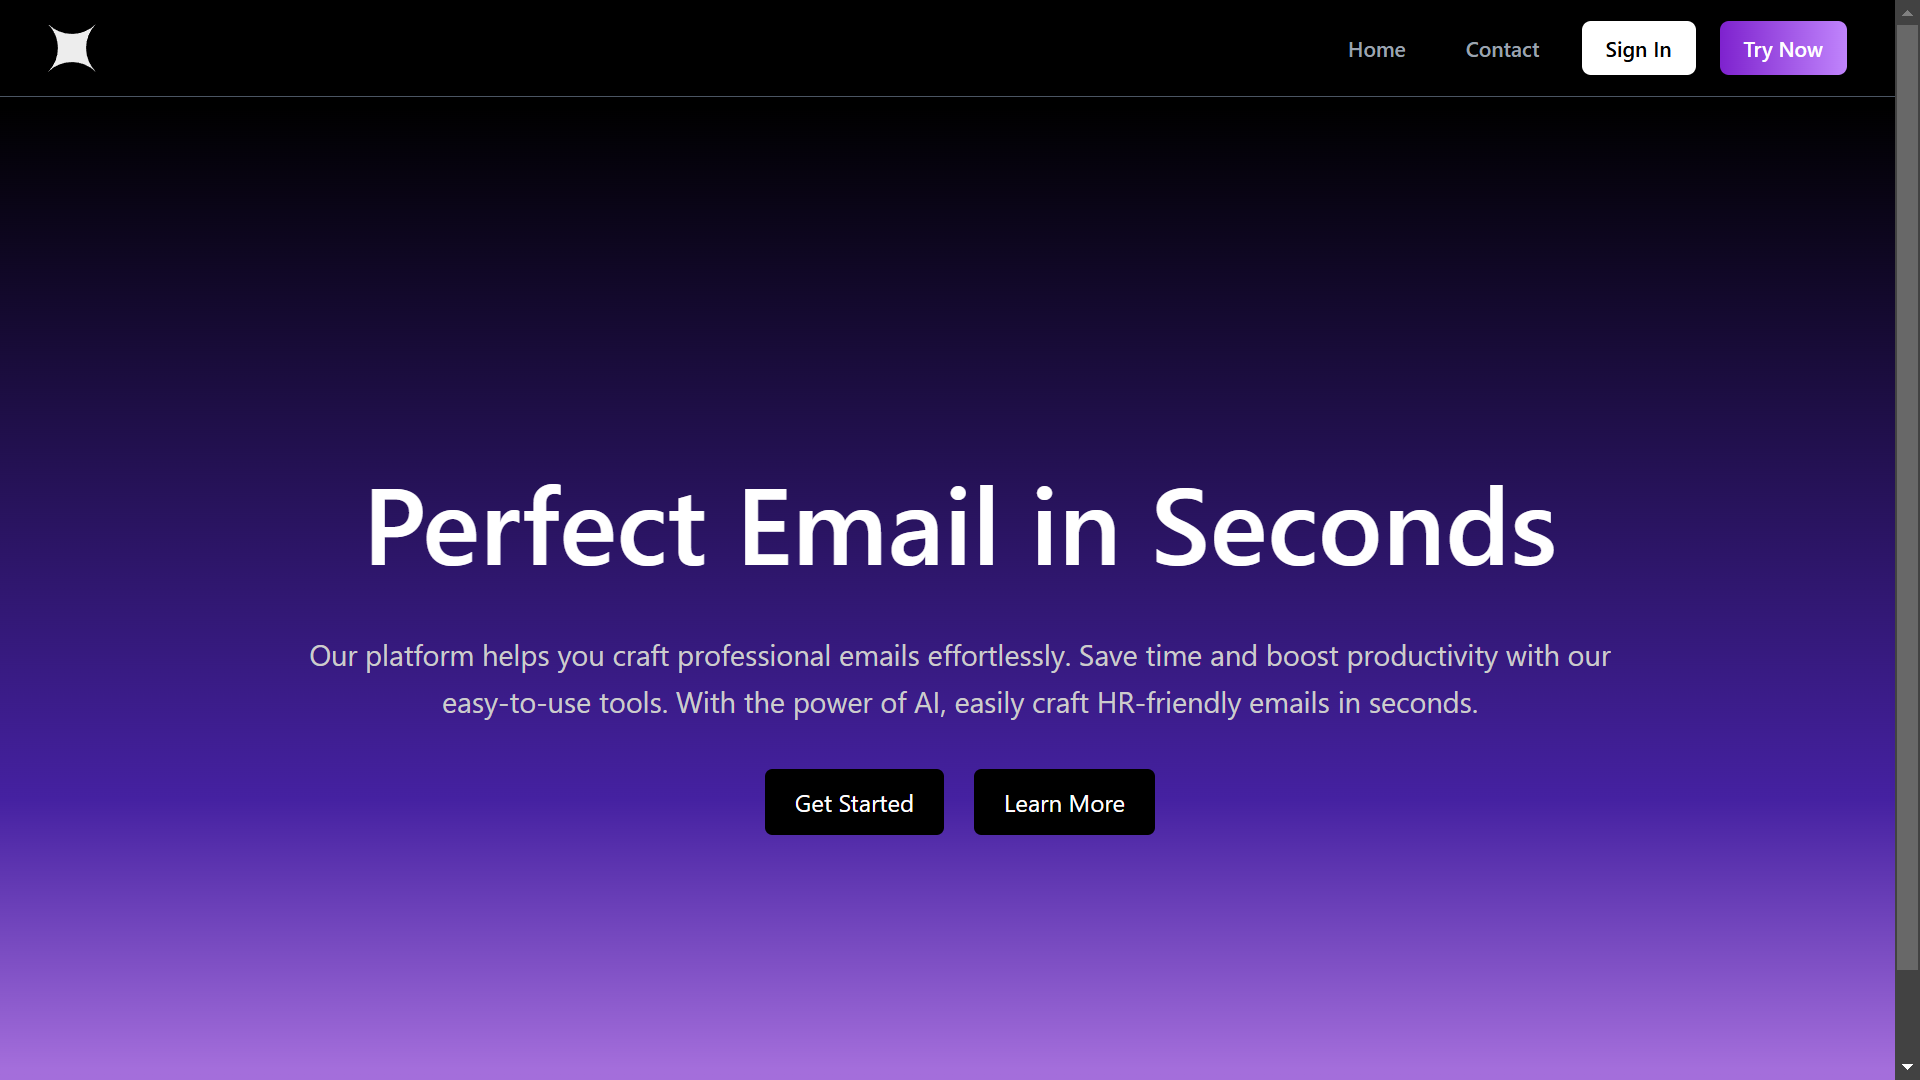 Home Contact Sign In Try Now
Perfect Email in Seconds
Our platform helps you craft professional emails effortlessly. Save time and boost productivity with our
easy-to-use tools. With the power of AI, easily craft HR-friendly emails in seconds.
Get Started Learn More